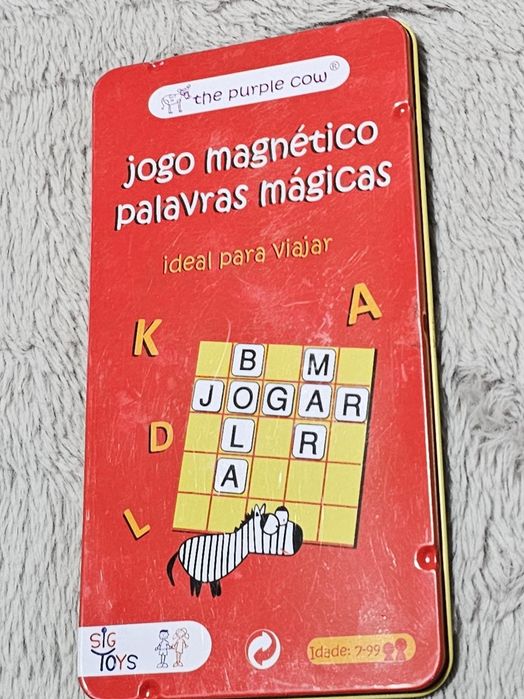 the purple cow®
jogo magnético
palavras mágicas
ideal para viajar
A
K
B M
JOGAR
D
L R
A
L
SIG
TOYS
Idade: 7-99